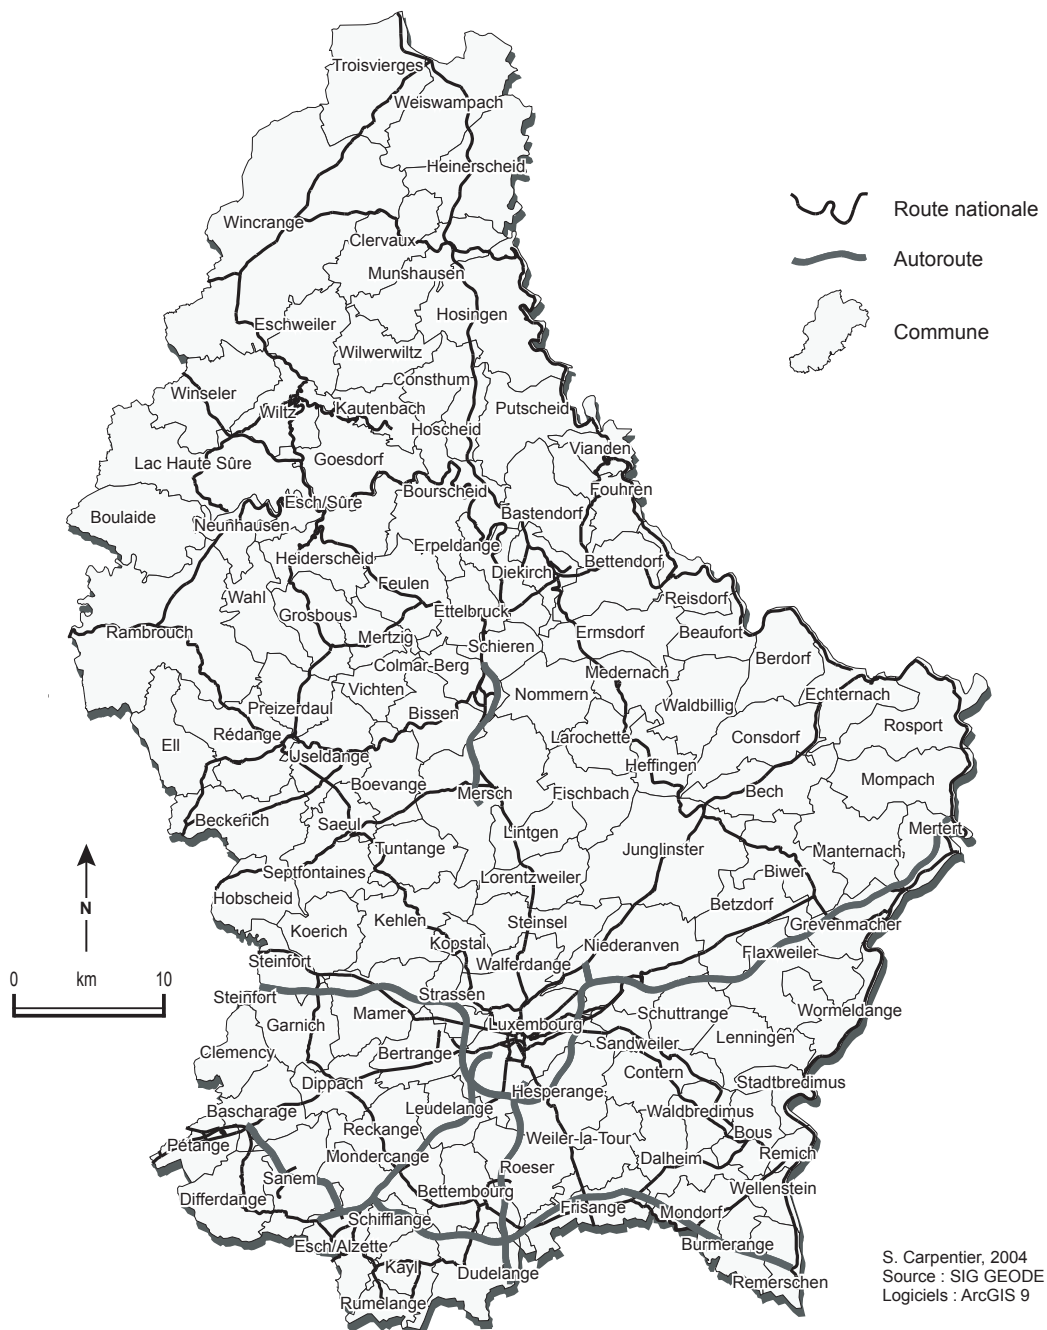 Troisvierges
Weiswampach
Heinerscheid
Route nationale
Wincrange
Clervaux
Autoroute
Munshausen
Hosingen
Eschweiler
Commune
Wilwerwiltz
Consthum
Winseler
Wiltz
Kautenbach
Putscheid
Hoscheid
Vianden
Lac Haute Sûre
Goesdorf
Bourscheid
Fouhren
Esch/Sûre
Boulaide
Neunhausen
Bastendorf
Erpeldange
Heiderscheid
Diekirch
Bettendorf
Feulen
Wahl
Reisdorf
Grosbous
Ettelbruck
Rambrouch
Mertzig
Ermsdorf
Beaufort
Schieren
Colmar-Berg
Berdorf
Medernach
Vichten
Nommern
Echternach
Preizerdaul
Bissen
Waldbillig
Rosport
Ell
Rédange
Larochette
Consdorf
Useldange
Heffingen
Boevange
Mersch
Fischbach
Bech
Mompach
Beckerich
Saeul
Lintgen
Mertert
Tuntange
Junglinster
Manternach
Septfontaines
Lorentzweiler
Biwer
Hobscheid
N
Kehlen
Steinsel
Betzdorf
Grevenmacher
Koerich
Kopstal
Niederanven
Flaxweiler
Steinfort
Walferdange
0 km 10
Steinfort
Strassen
Mamer
Schuttrange
Wormeldange
Garnich
Luxembourg
Lenningen
Sandweiler
Clemency
Bertrange
Contern
Dippach
Hesperange
Stadtbredimus
Bascharage
Leudelange
Waldbredimus
Reckange
Weiler-la-Tour
Bous
Pétange
Mondercange
Dalheim
Remich
Roeser
Sanem
Bettembourg
Wellenstein
Differdange
Frisange
Mondorf
Schifflange
Esch/Alzette
Burmerange
Kayl
Dudelange
Remerschen
Rumelange
S. Carpentier, 2004
Source : SIG GEODE
Logiciels : ArcGIS 9